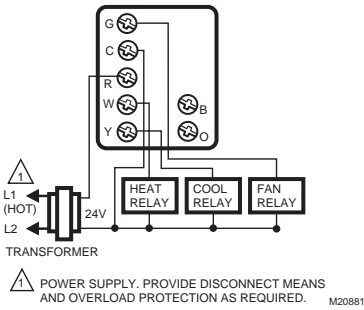 G
C
R
W
Y
B
O
1
L1
(HOT)
L2
24V
HEAT
RELAY
COOL
RELAY
FAN
RELAY
TRANSFORMER
1
POWER SUPPLY. PROVIDE DISCONNECT MEANS
AND OVERLOAD PROTECTION AS REQUIRED.
M20881